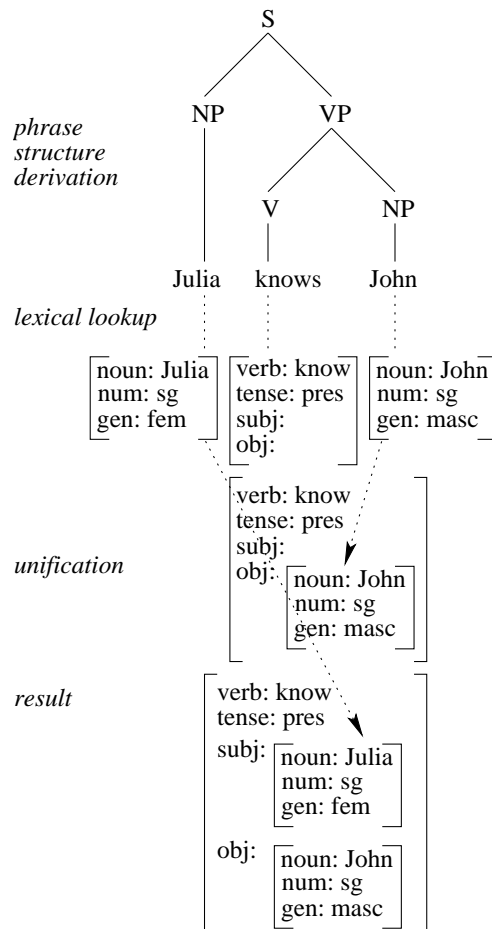 S
NP VP
phrase
structure
derivation
V NP
Julia knows John
lexical lookup
noun: Julia
num: sg
gen: fem
verb: know
tense: pres
subj:
obj:
noun: John
num: sg
gen: masc
verb: know
tense: pres
subj:
obj:
unification
noun: John
num: sg
gen: masc
result
verb: know
tense: pres
subj:
noun: Julia
num: sg
gen: fem
obj:
noun: John
num: sg
gen: masc